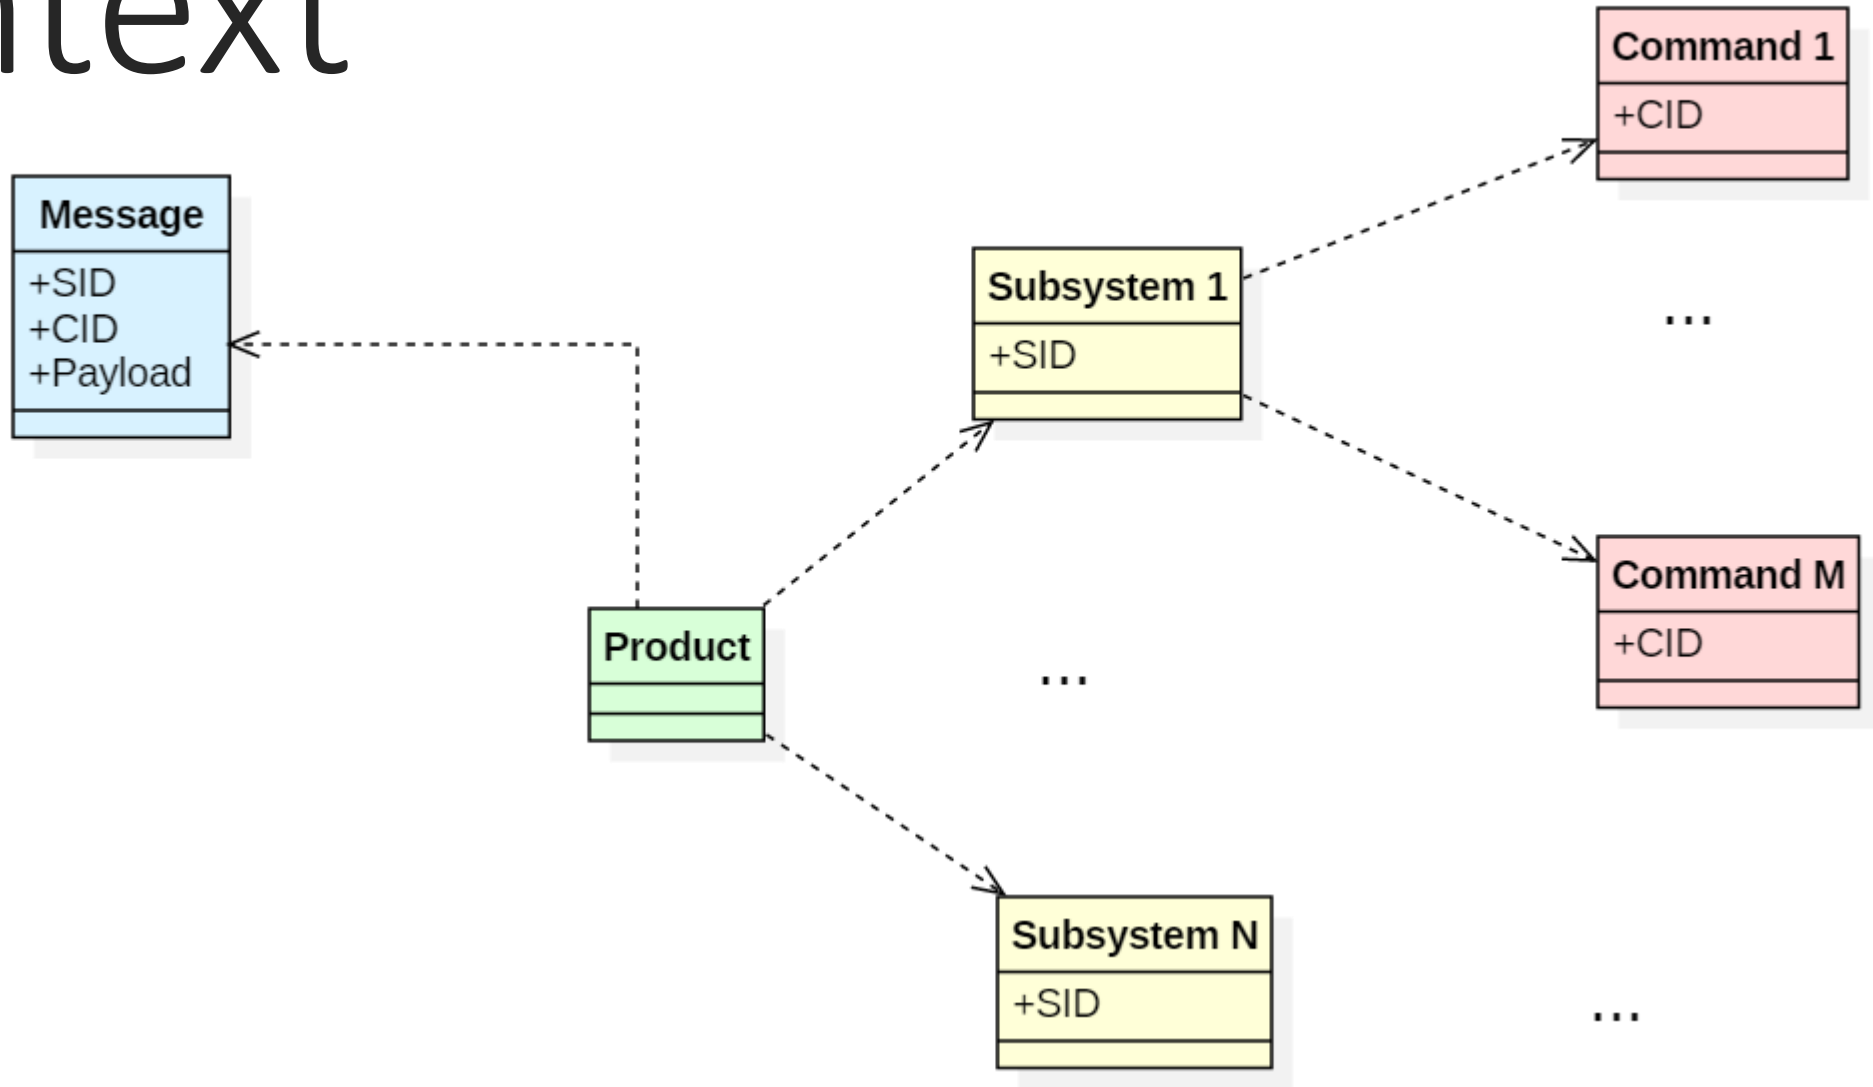 ntext
Message
+SID
+CID
+Payload
Product
Subsystem 1
+SID
...
Subsystem N
+SID
Command 1
+CID
...
Command M
+CID
...